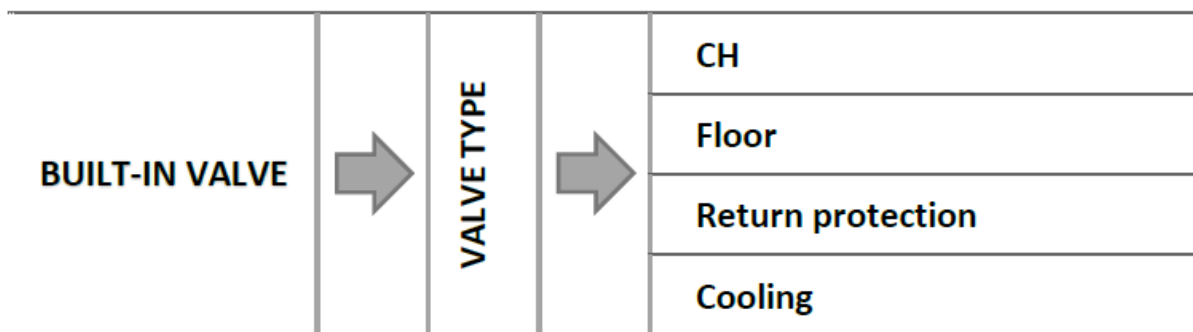 BUILT-IN VALVE
VALVE TYPE
CH
Floor
Return protection
Cooling